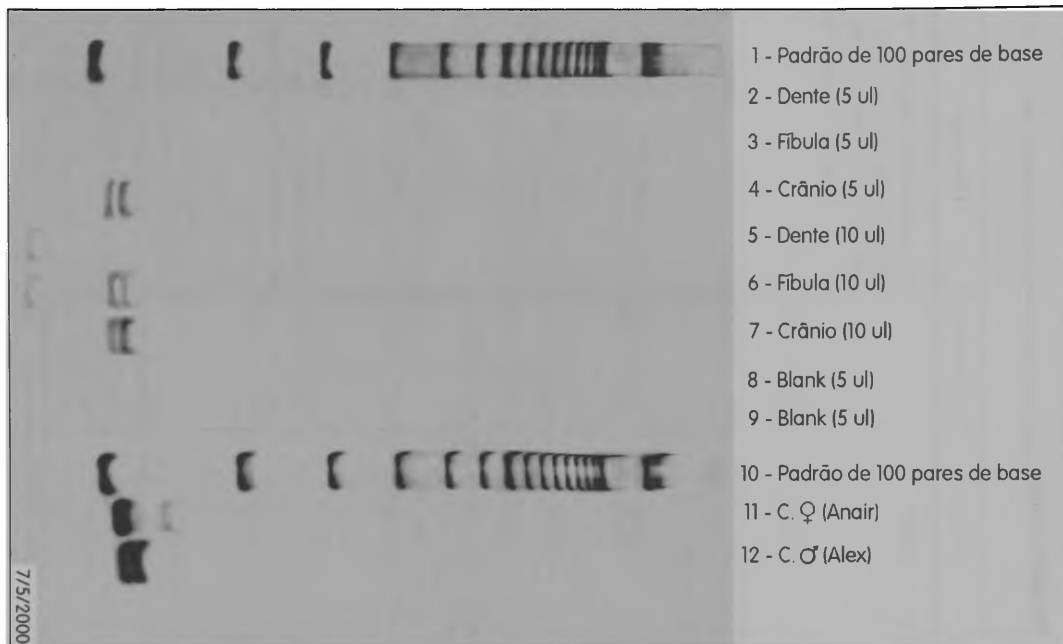 1 - Padrão de 100 pares de base
2 - Dente (5 ul)
3 - Fíbula (5 ul)
4 - Crânio (5 ul)
5 - Dente (10 ul)
6 - Fíbula (10 ul)
7 - Crânio (10 ul)
8 - Blank (5 ul)
9 - Blank (5 ul)
10 - Padrão de 100 pares de base
11 - C. ♀ (Anair)
12 - C. ♂ (Alex)
7/5/2000